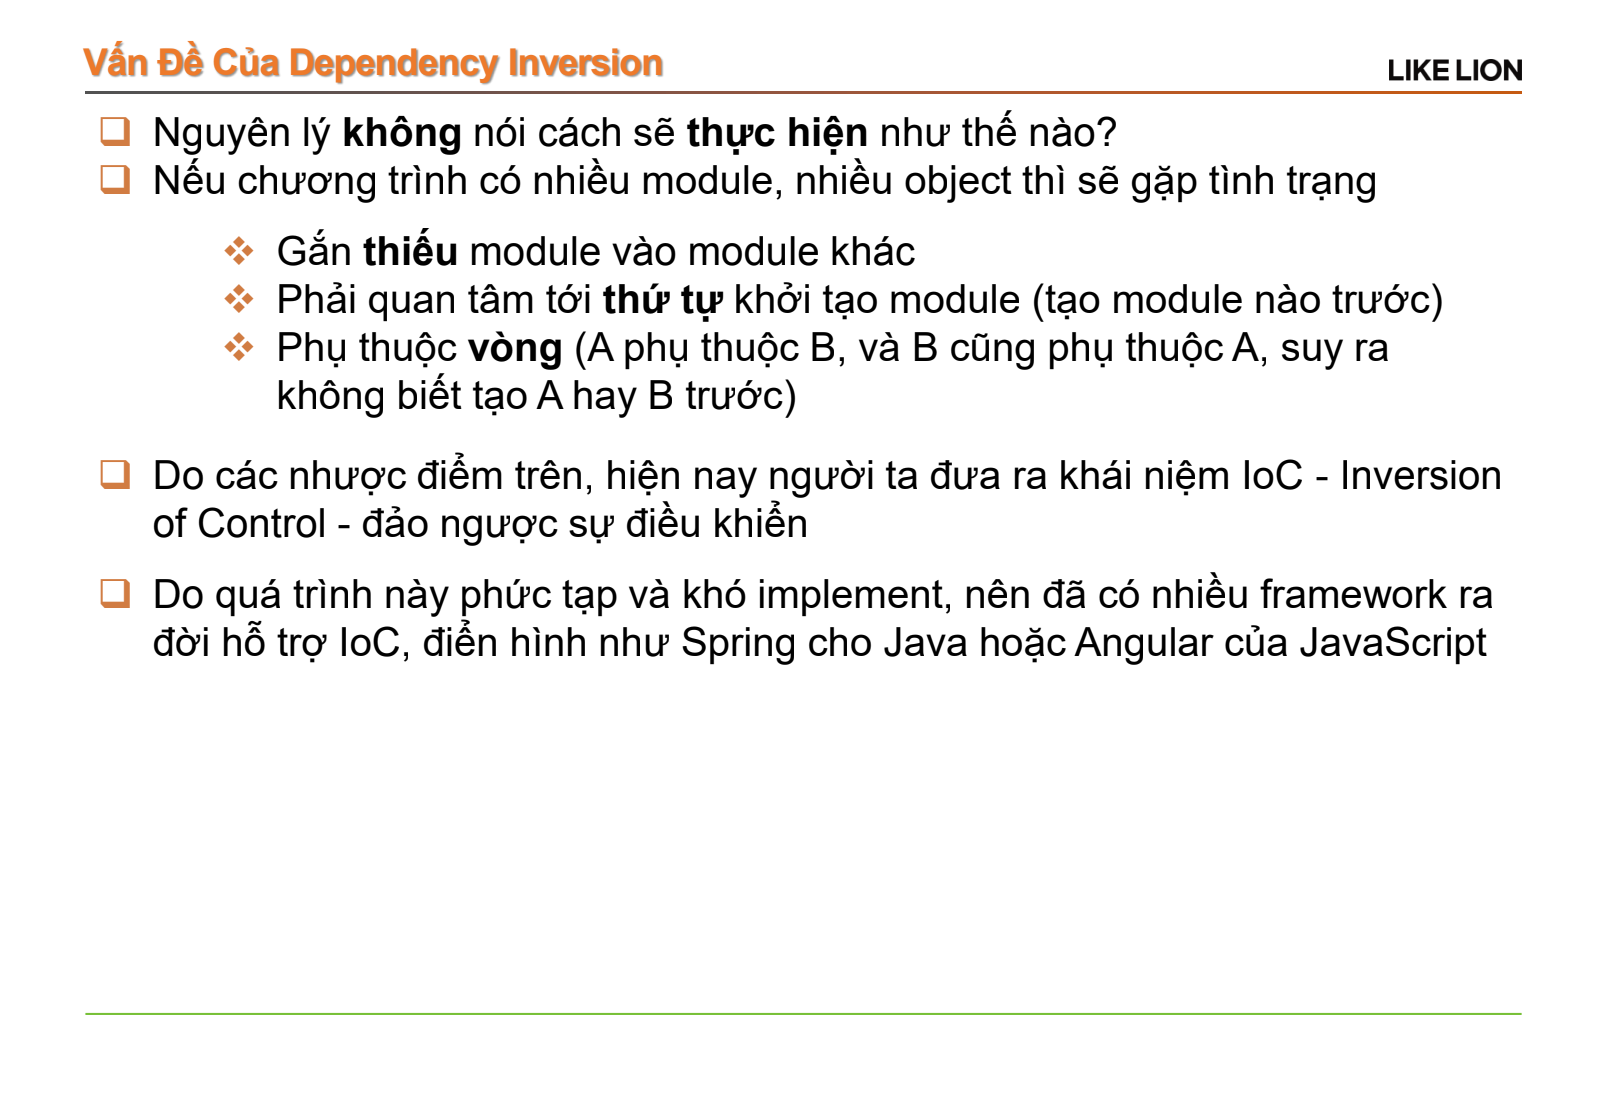 Vấn Đề Của Dependency Inversion
LIKE LION
Nguyên lý không nói cách sẽ thực hiện như thế nào?
Nếu chương trình có nhiều module, nhiều object thì sẽ gặp tình trạng
Gắn thiếu module vào module khác
Phải quan tâm tới thứ tự khởi tạo module (tạo module nào trước)
Phụ thuộc vòng (A phụ thuộc B, và B cũng phụ thuộc A, suy ra
không biết tạo A hay B trước)
Do các nhược điểm trên, hiện nay người ta đưa ra khái niệm IoC - Inversion
of Control - đảo ngược sự điều khiển
Do quá trình này phức tạp và khó implement, nên đã có nhiều framework ra
đời hỗ trợ IoC, điển hình như Spring cho Java hoặc Angular của JavaScript